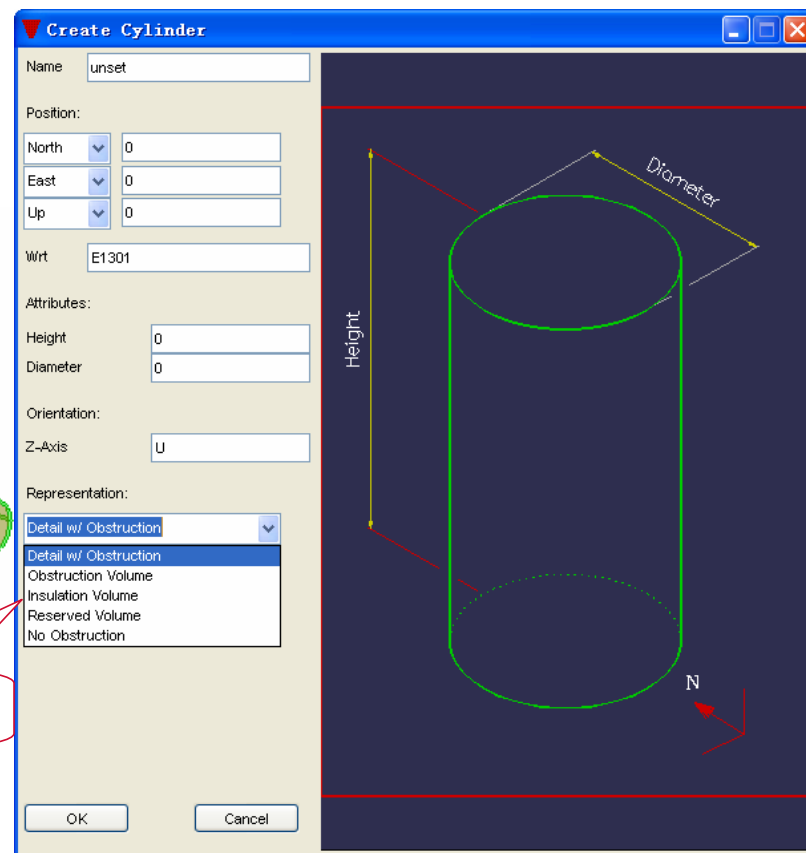 Create Cylinder
Name unset
Position:
North 0
East 0
Up 0
Wrt E1301
Attributes:
Height 0
Diameter 0
Orientation:
Z-Axis U
Representation:
Detail w/ Obstruction
Detail w/ Obstruction
Obstruction Volume
Insulation Volume
Reserved Volume
No Obstruction
OK Cancel
Diameter
Height
N